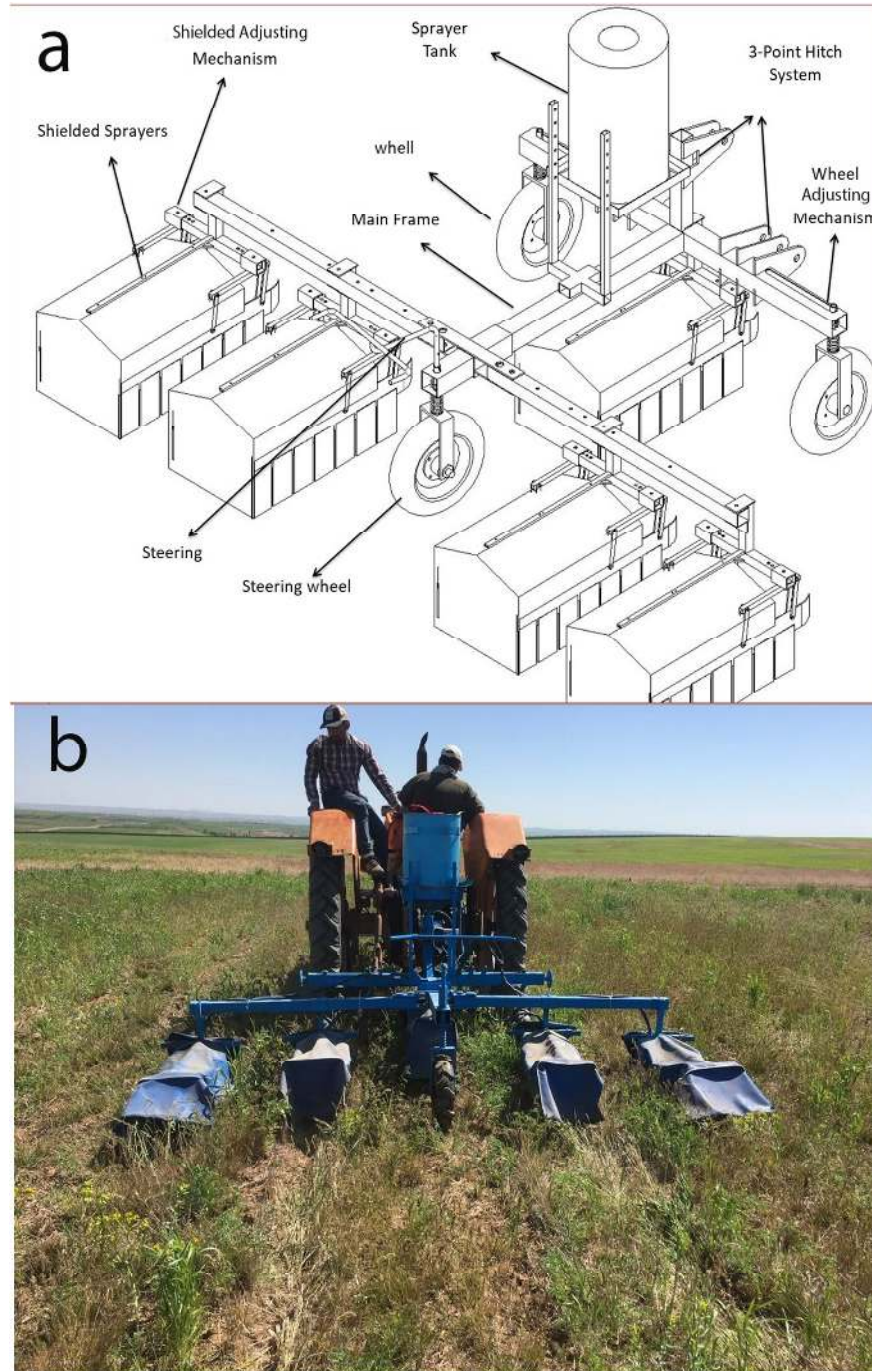 a
Shielded Adjusting
Mechanism
Sprayer
Tank
3-Point Hitch
System
Shielded Sprayers
whell
Wheel
Adjusting
Mechanism
Main Frame
Steering
Steering wheel
b